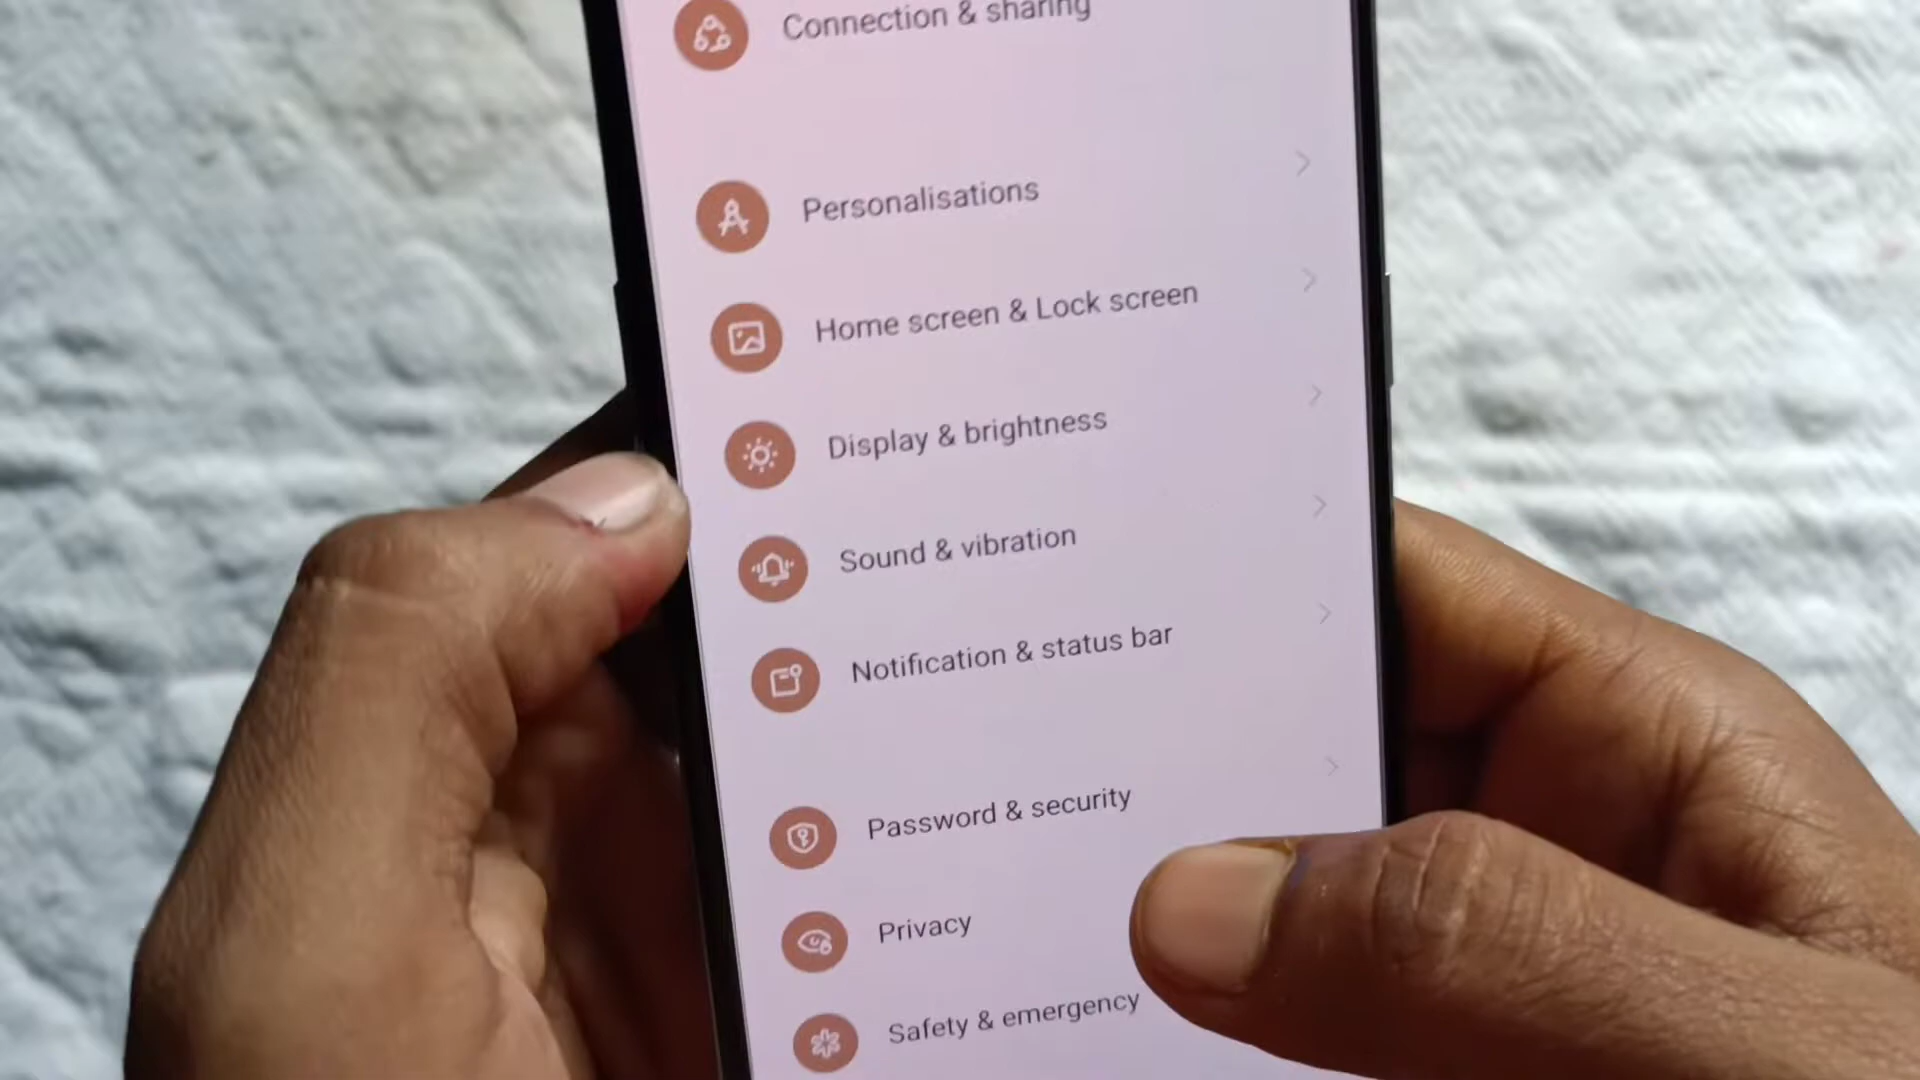 Connection & sharing
Personalisations
Home screen & Lock screen
Display & brightness
Sound & vibration
Notification & status bar
Password & security
Privacy
Safety & emergency